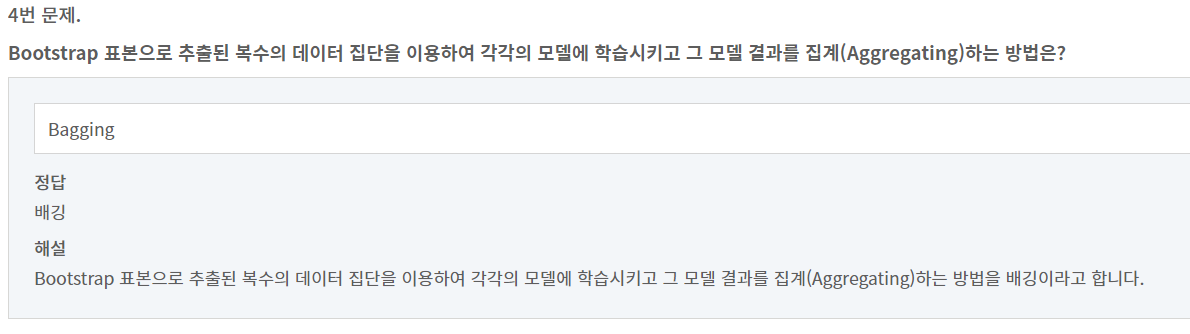 4번 문제.
Bootstrap 표본으로 추출된 복수의 데이터 집단을 이용하여 각각의 모델에 학습시키고 그 모델 결과를 집계(Aggregating)하는 방법은?
Bagging
정답
배깅
해설
Bootstrap 표본으로 추출된 복수의 데이터 집단을 이용하여 각각의 모델에 학습시키고 그 모델 결과를 집계(Aggregating)하는 방법을 배깅이라고 합니다.